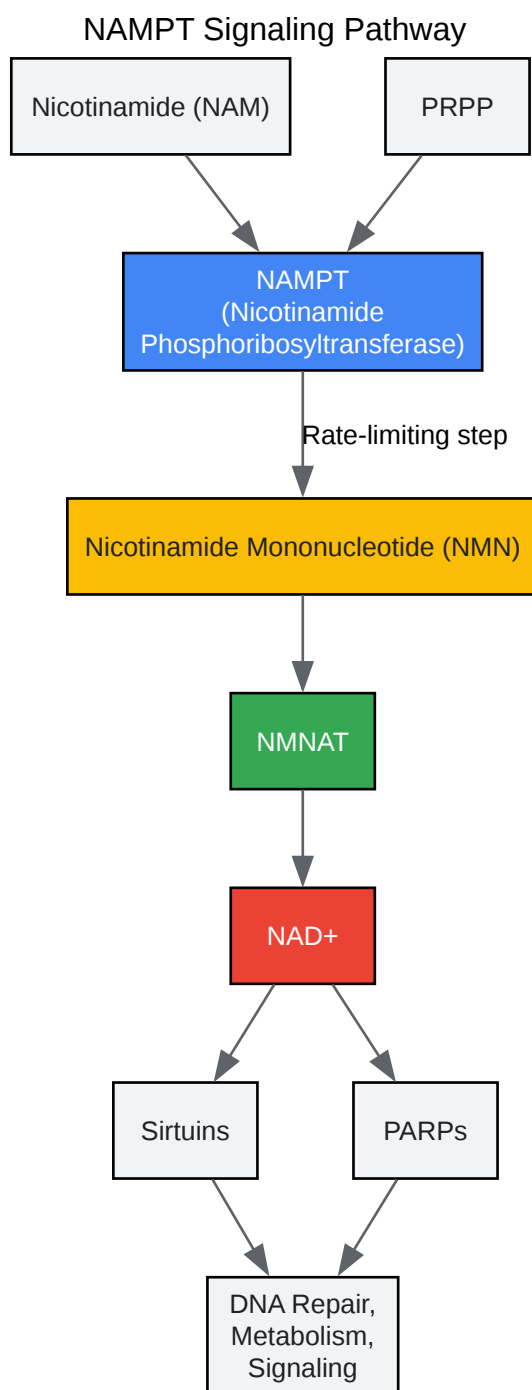 NAMPT Signaling Pathway
Nicotinamide (NAM)
PRPP
NAMPT
(Nicotinamide
Phosphoribosyltransferase)
Rate-limiting step
Nicotinamide Mononucleotide (NMN)
NMNAT
NAD+
Sirtuins
PARPs
DNA Repair,
Metabolism,
Signaling